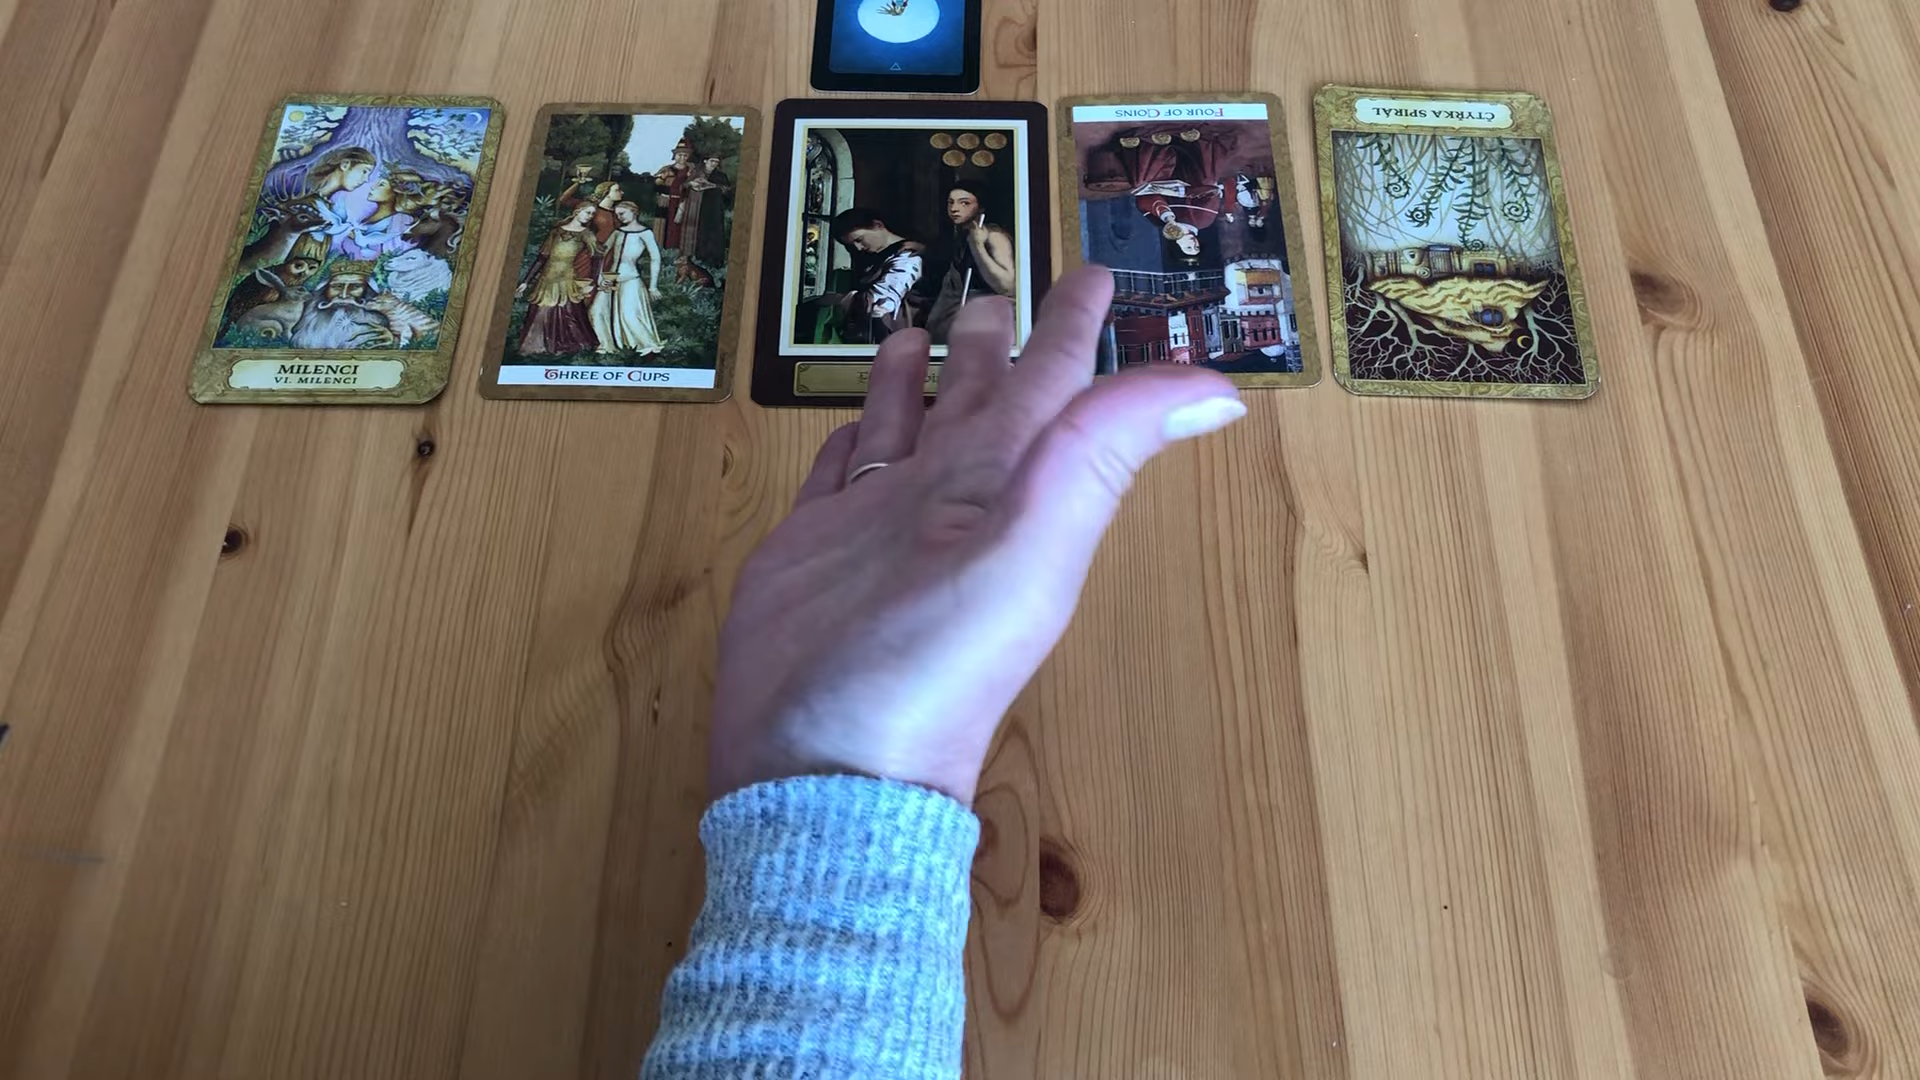 MILENCI
VI. MILENCI
THREE OF CUPS
FOUR OF COINS
ČTYŘKA SPIRÁL